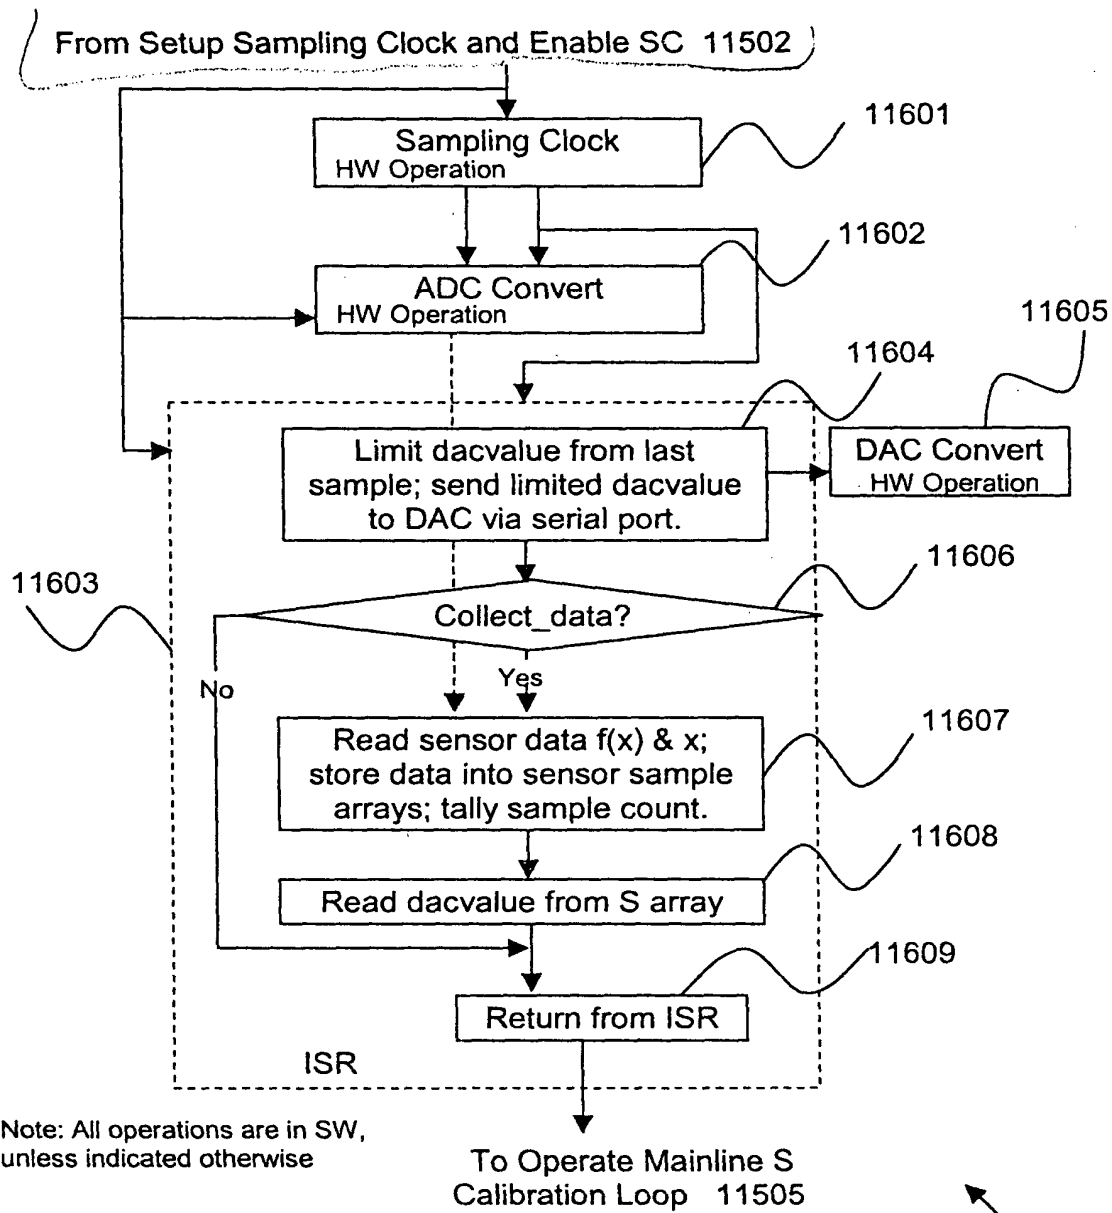 From Setup Sampling Clock and Enable SC 11502
Sampling Clock
HW Operation
11601
ADC Convert
HW Operation
11602
11605
11604
Limit dacvalue from last
sample; send limited dacvalue
to DAC via serial port.
DAC Convert
HW Operation
11606
11603
Collect_data?
No
Yes
11607
Read sensor data f(x) & x;
store data into sensor sample
arrays; tally sample count.
11608
Read dacvalue from S array
11609
Return from ISR
ISR
Note: All operations are in SW,
unless indicated otherwise
To Operate Mainline S
Calibration Loop 11505